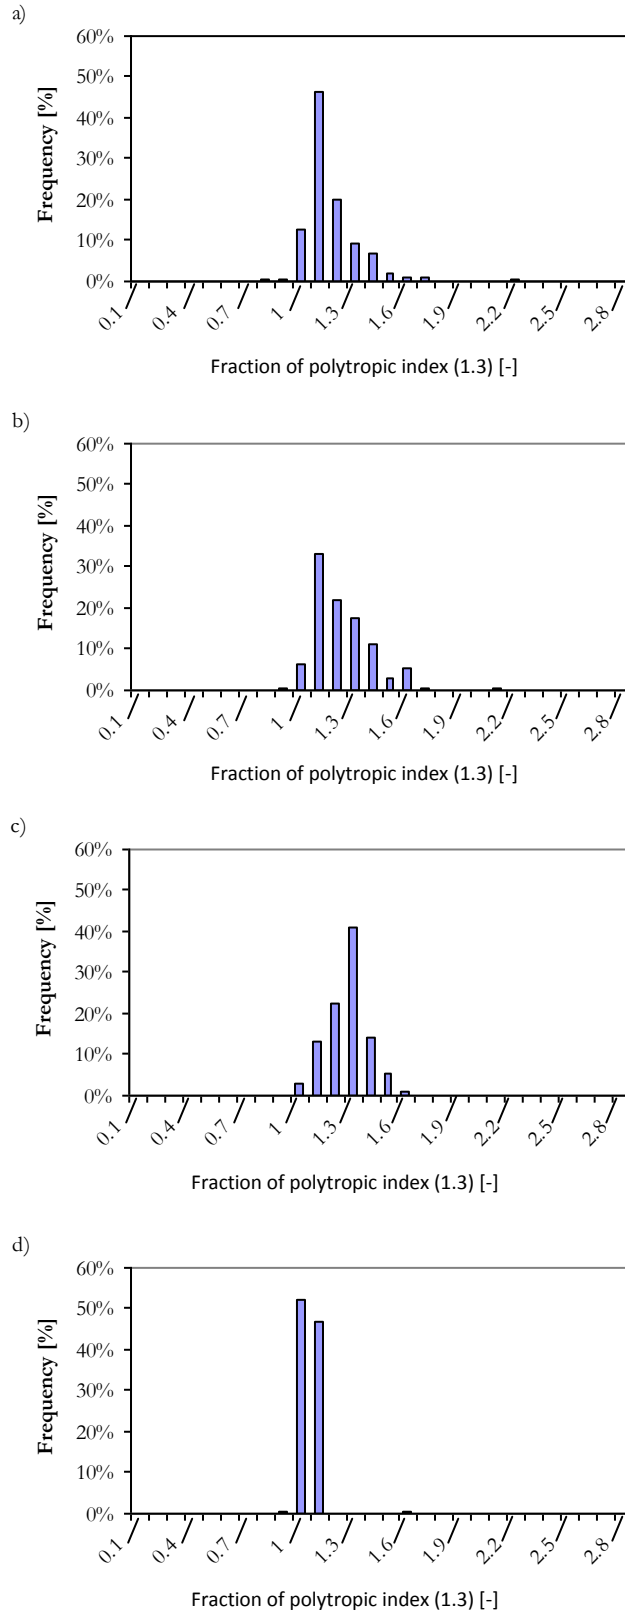 a)
60%
50%
40%
30%
20%
10%
0%
Frequency [%]
0.1 0.4 0.7 1 1.3 1.6 1.9 2.2 2.5 2.8
Fraction of polytropic index (1.3) [-]
b)
60%
50%
40%
30%
20%
10%
0%
Frequency [%]
0.1 0.4 0.7 1 1.3 1.6 1.9 2.2 2.5 2.8
Fraction of polytropic index (1.3) [-]
c)
60%
50%
40%
30%
20%
10%
0%
Frequency [%]
0.1 0.4 0.7 1 1.3 1.6 1.9 2.2 2.5 2.8
Fraction of polytropic index (1.3) [-]
d)
60%
50%
40%
30%
20%
10%
0%
Frequency [%]
0.1 0.4 0.7 1 1.3 1.6 1.9 2.2 2.5 2.8
Fraction of polytropic index (1.3) [-]